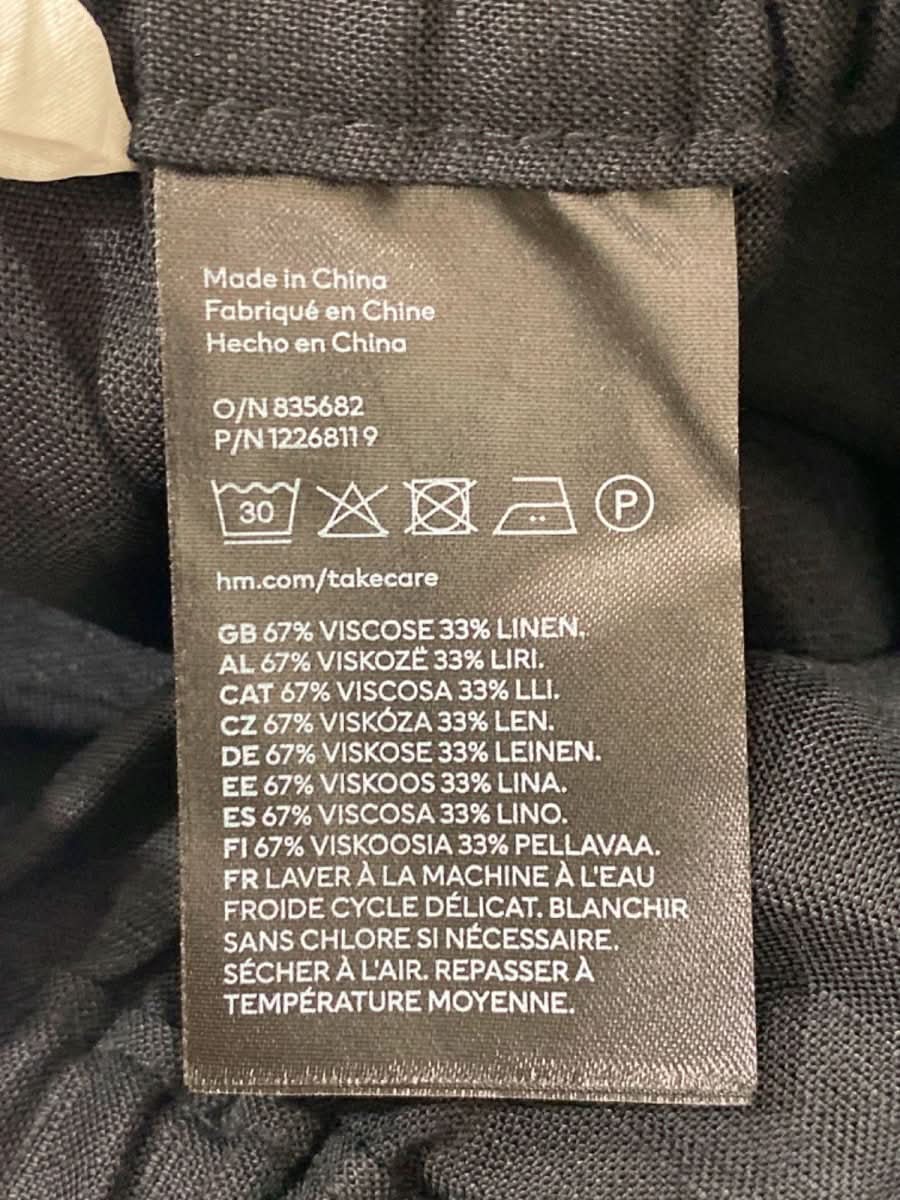 Made in China
Fabriqué en Chine
Hecho en China
O/N 835682
P/N 12268119
30 P
hm.com/takecare
GB 67% VISCOSE 33% LINEN.
AL 67% VISKOZË 33% LIRI.
CAT 67% VISCOSA 33% LLI.
CZ 67% VISKÓZA 33% LEN.
DE 67% VISKOSE 33% LEINEN.
EE 67% VISKOOS 33% LINA.
ES 67% VISCOSA 33% LINO.
FI 67% VISKOOSIA 33% PELLAVAA.
FR LAVER À LA MACHINE À L'EAU
FROIDE CYCLE DÉLICAT. BLANCHIR
SANS CHLORE SI NÉCESSAIRE.
SÉCHER À L'AIR. REPASSER À
TEMPÉRATURE MOYENNE.